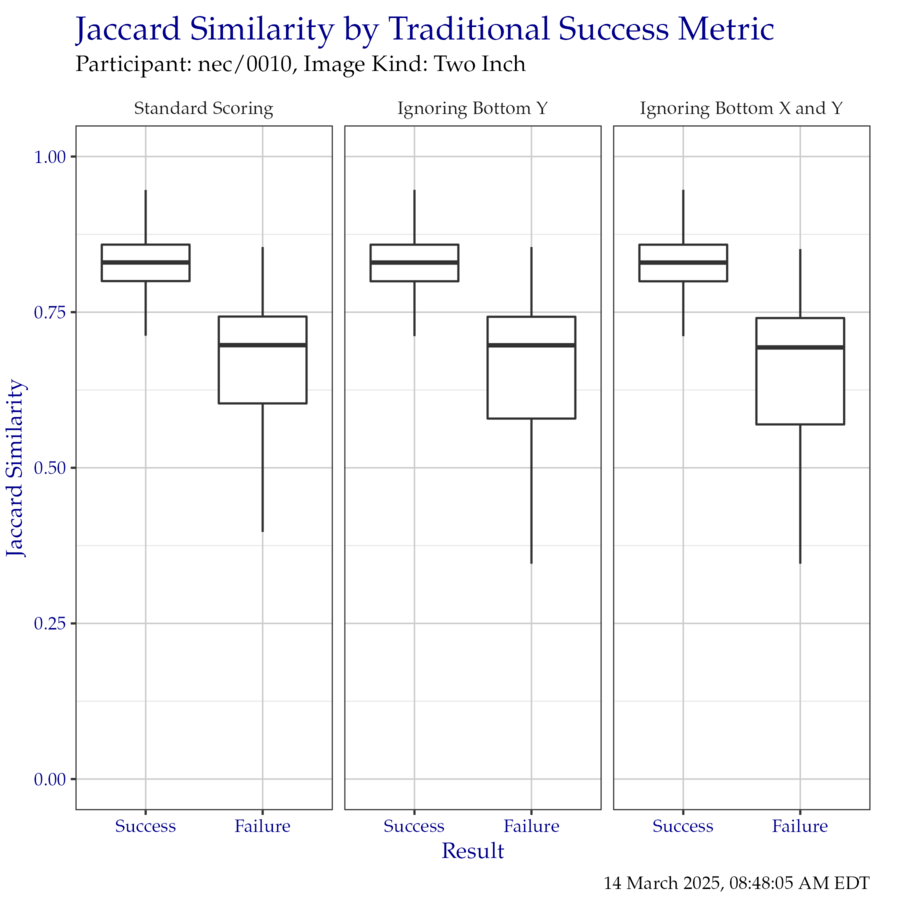 Jaccard Similarity by Traditional Success Metric
Participant: nec/0010, Image Kind: Two Inch
Standard Scoring
Ignoring Bottom Y
Ignoring Bottom X and Y
1.00
0.75
0.50
0.25
0.00
Jaccard Similarity
Success Failure Success Failure Success Failure
Result
14 March 2025, 08:48:05 AM EDT